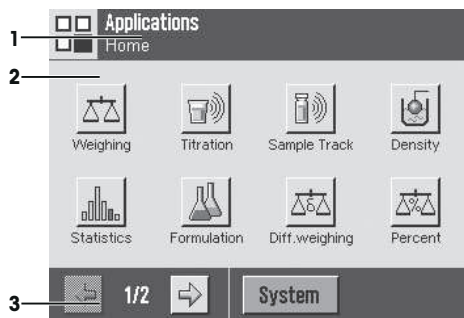 Applications
1
Home
2
Weighing Titration Sample Track Density
Statistics Formulation Diff.weighing Percent
3
1/2 System